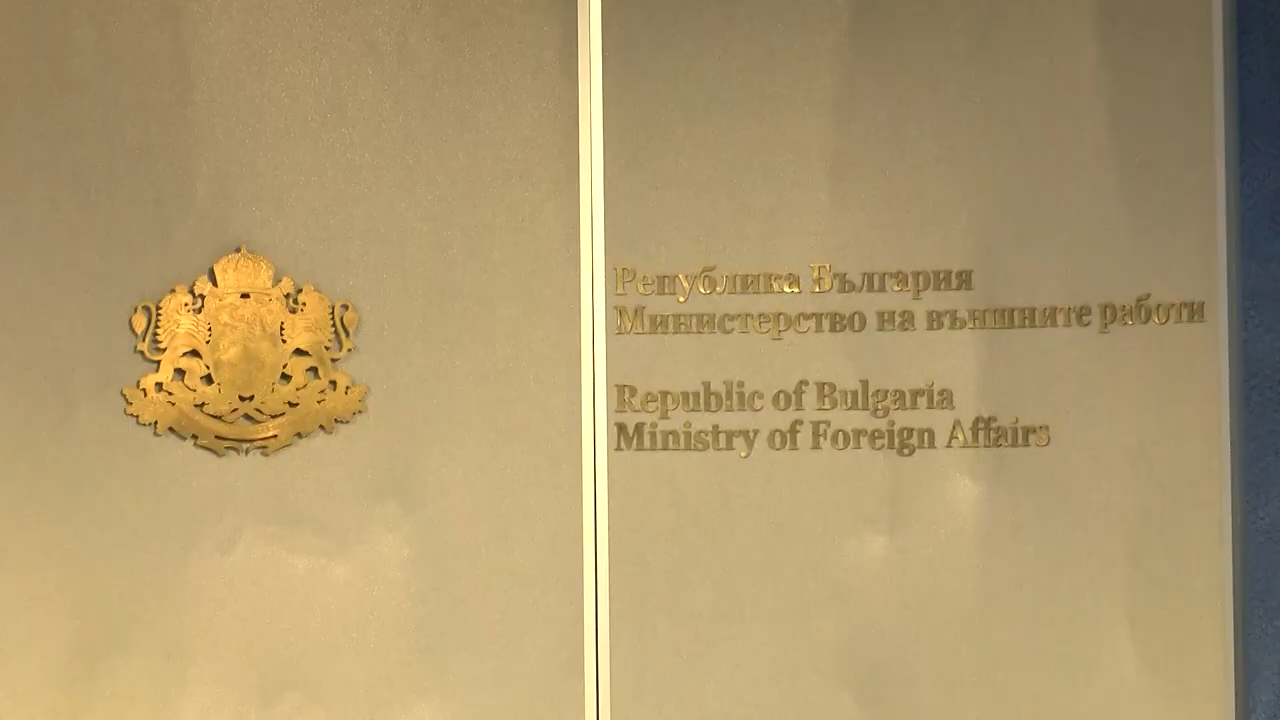 Република България
Министерство на външните работи
Republic of Bulgaria
Ministry of Foreign Affairs